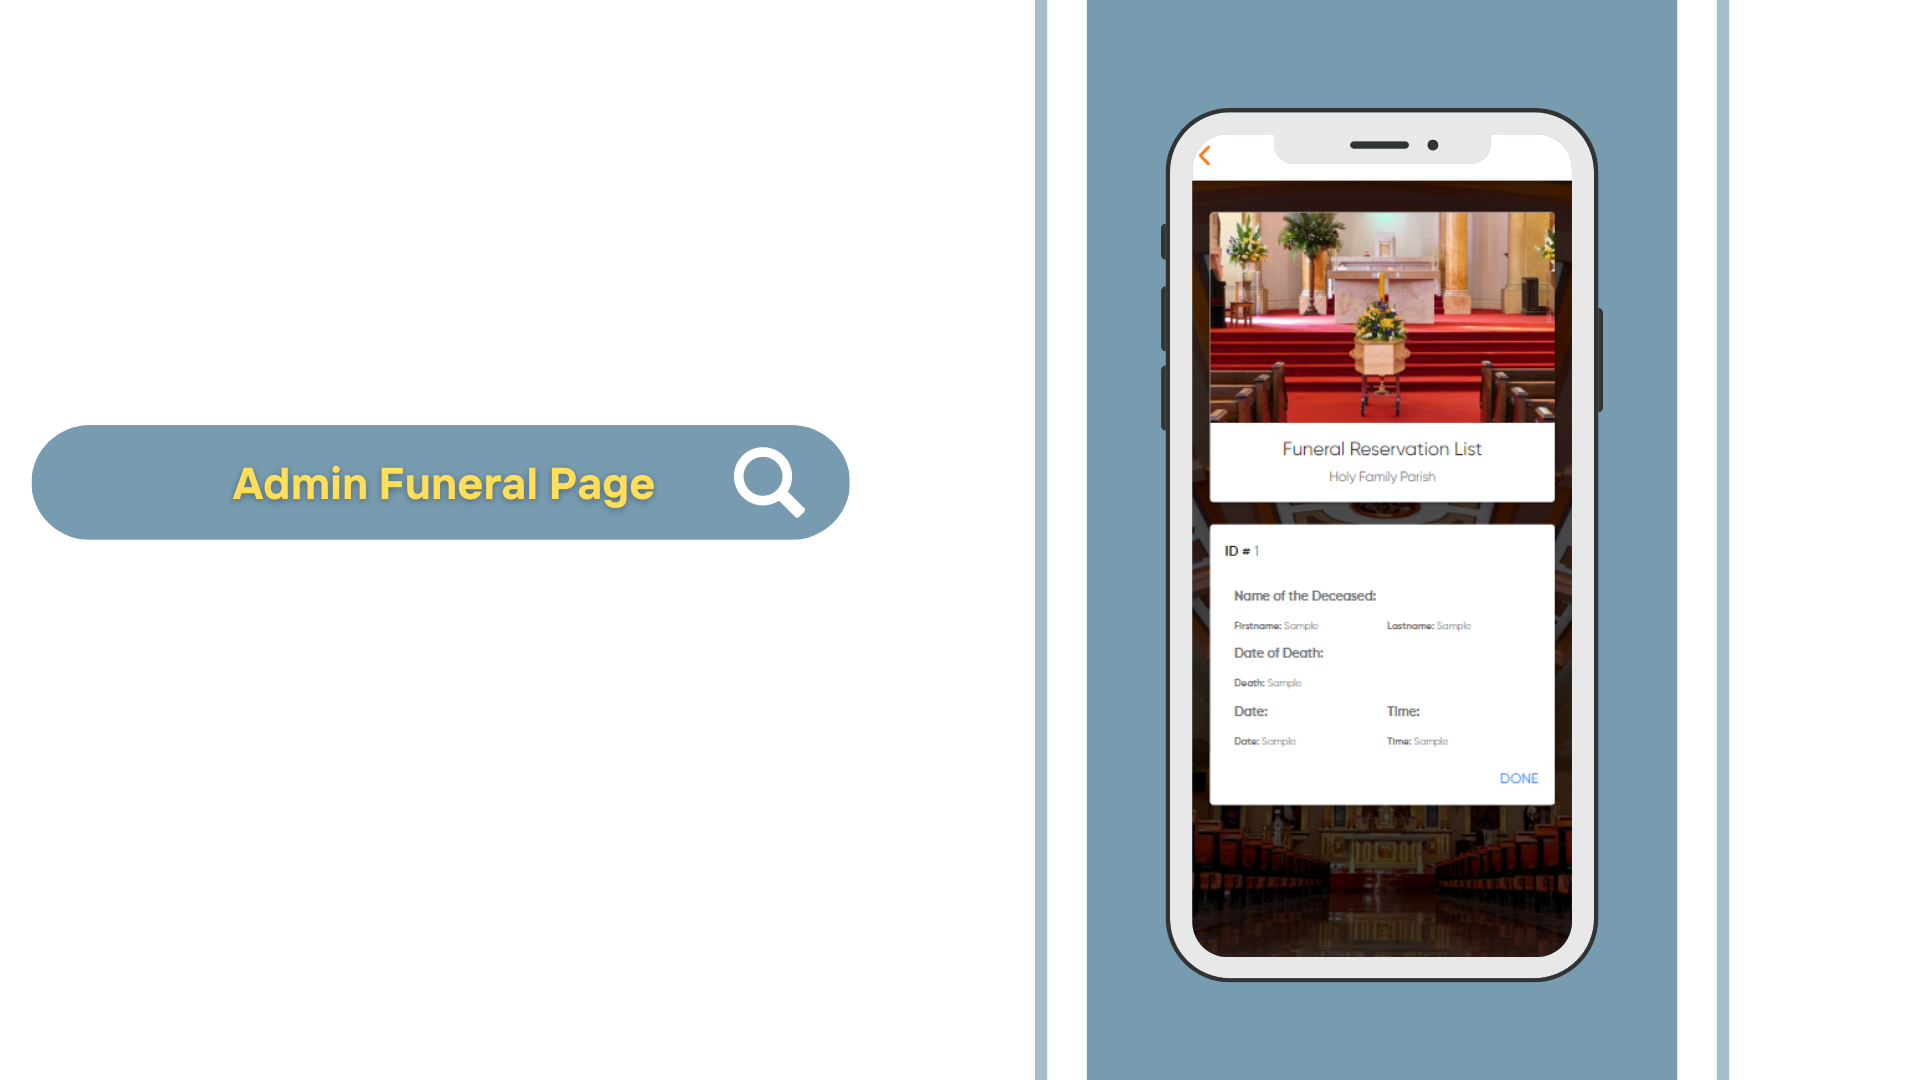 Admin Funeral Page
Funeral Reservation List
Holy Family Parish
ID # 1
Name of the Deceased:
Firstname: Sample Lastname: Sample
Date of Death:
Death: Sample
Date: Time:
Date: Sample Time: Sample
DONE